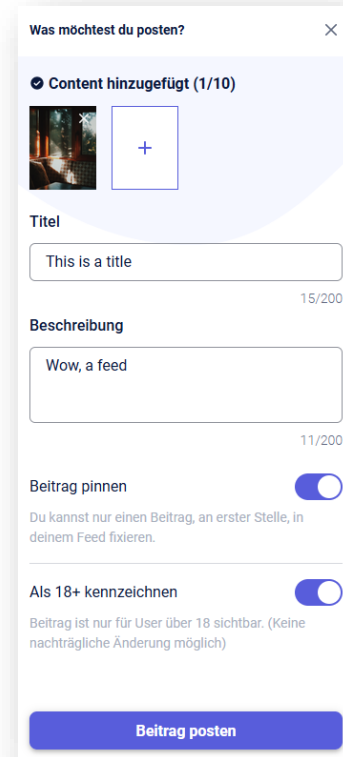 Was möchtest du posten?
Content hinzugefügt (1/10)
Titel
This is a title
15/200
Beschreibung
Wow, a feed
11/200
Beitrag pinnen
Du kannst nur einen Beitrag, an erster Stelle, in
deinem Feed fixieren.
Als 18+ kennzeichnen
Beitrag ist nur für User über 18 sichtbar. (Keine
nachträgliche Änderung möglich)
Beitrag posten